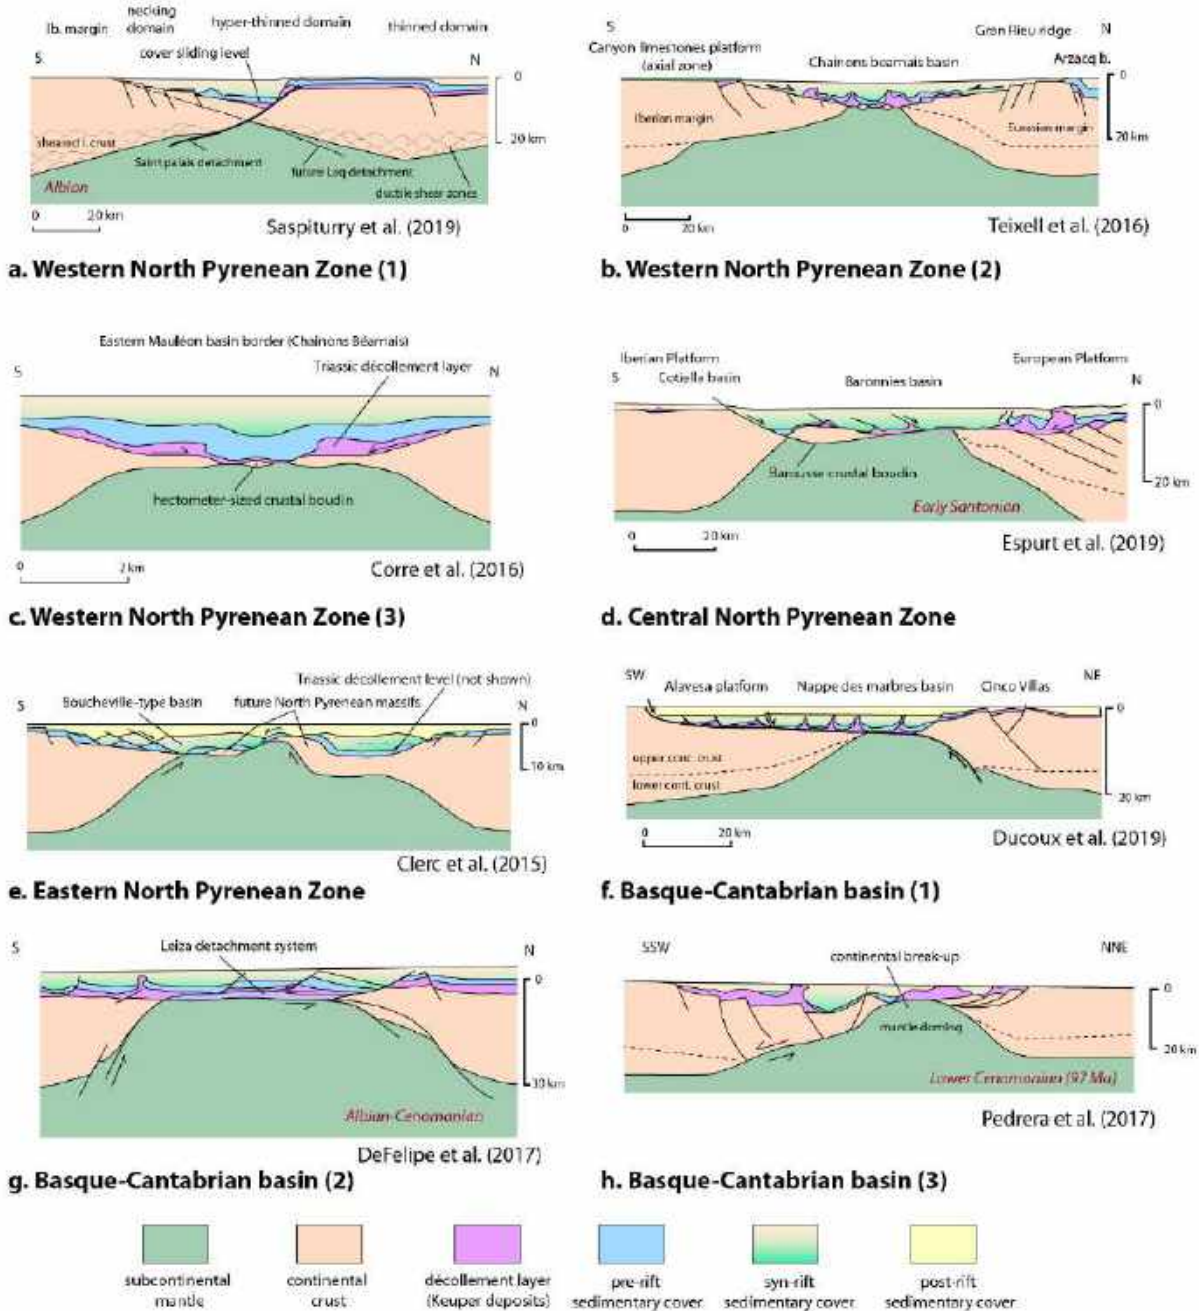 Ib. margin
necking
domain
hyper-thinned domain
thinned domain
S
cover sliding level
N
0
20 km
sheared l. crust
Saint palais detachment
future Laq detachment
ductile shear zones
Albian
0 20 km
Saspiturry et al. (2019)
a. Western North Pyrenean Zone (1)
S
Gran Rieu ridge
N
Canyon limestones platform
(axial zone)
Chainons bearnais basin
Arzacq b.
0
20 km
Iberian margin
Eurasian margin
0 20 km
Teixell et al. (2016)
b. Western North Pyrenean Zone (2)
Eastern Mauléon basin border (Chainons Béarnais)
S
Triassic décollement layer
N
hectometer-sized crustal boudin
0 2 km
Corre et al. (2016)
c. Western North Pyrenean Zone (3)
Iberian Platform
European Platform
S
Cotiella basin
Baronnies basin
N
0
20 km
Barousse crustal boudin
Early Santonian
0 20 km
Espurt et al. (2019)
d. Central North Pyrenean Zone
Triassic décollement level (not shown)
S
Boucheville-type basin
future North Pyrenean massifs
N
0
10 km
Clerc et al. (2015)
e. Eastern North Pyrenean Zone
SW
Alavesa platform
Nappe des marbres basin
Cinco Villas
NE
0
20 km
upper cont. crust
lower cont. crust
0 20 km
Ducoux et al. (2019)
f. Basque-Cantabrian basin (1)
S
Leiza detachment system
N
0
30 km
Albian-Cenomanian
DeFelipe et al. (2017)
g. Basque-Cantabrian basin (2)
SSW
NNE
continental break-up
0
20 km
mantle doming
Lower Cenomanian (97 Ma)
Pedrera et al. (2017)
h. Basque-Cantabrian basin (3)
subcontinental
mantle
continental
crust
décollement layer
(Keuper deposits)
pre-rift
sedimentary cover
syn-rift
sedimentary cover
post-rift
sedimentary cover